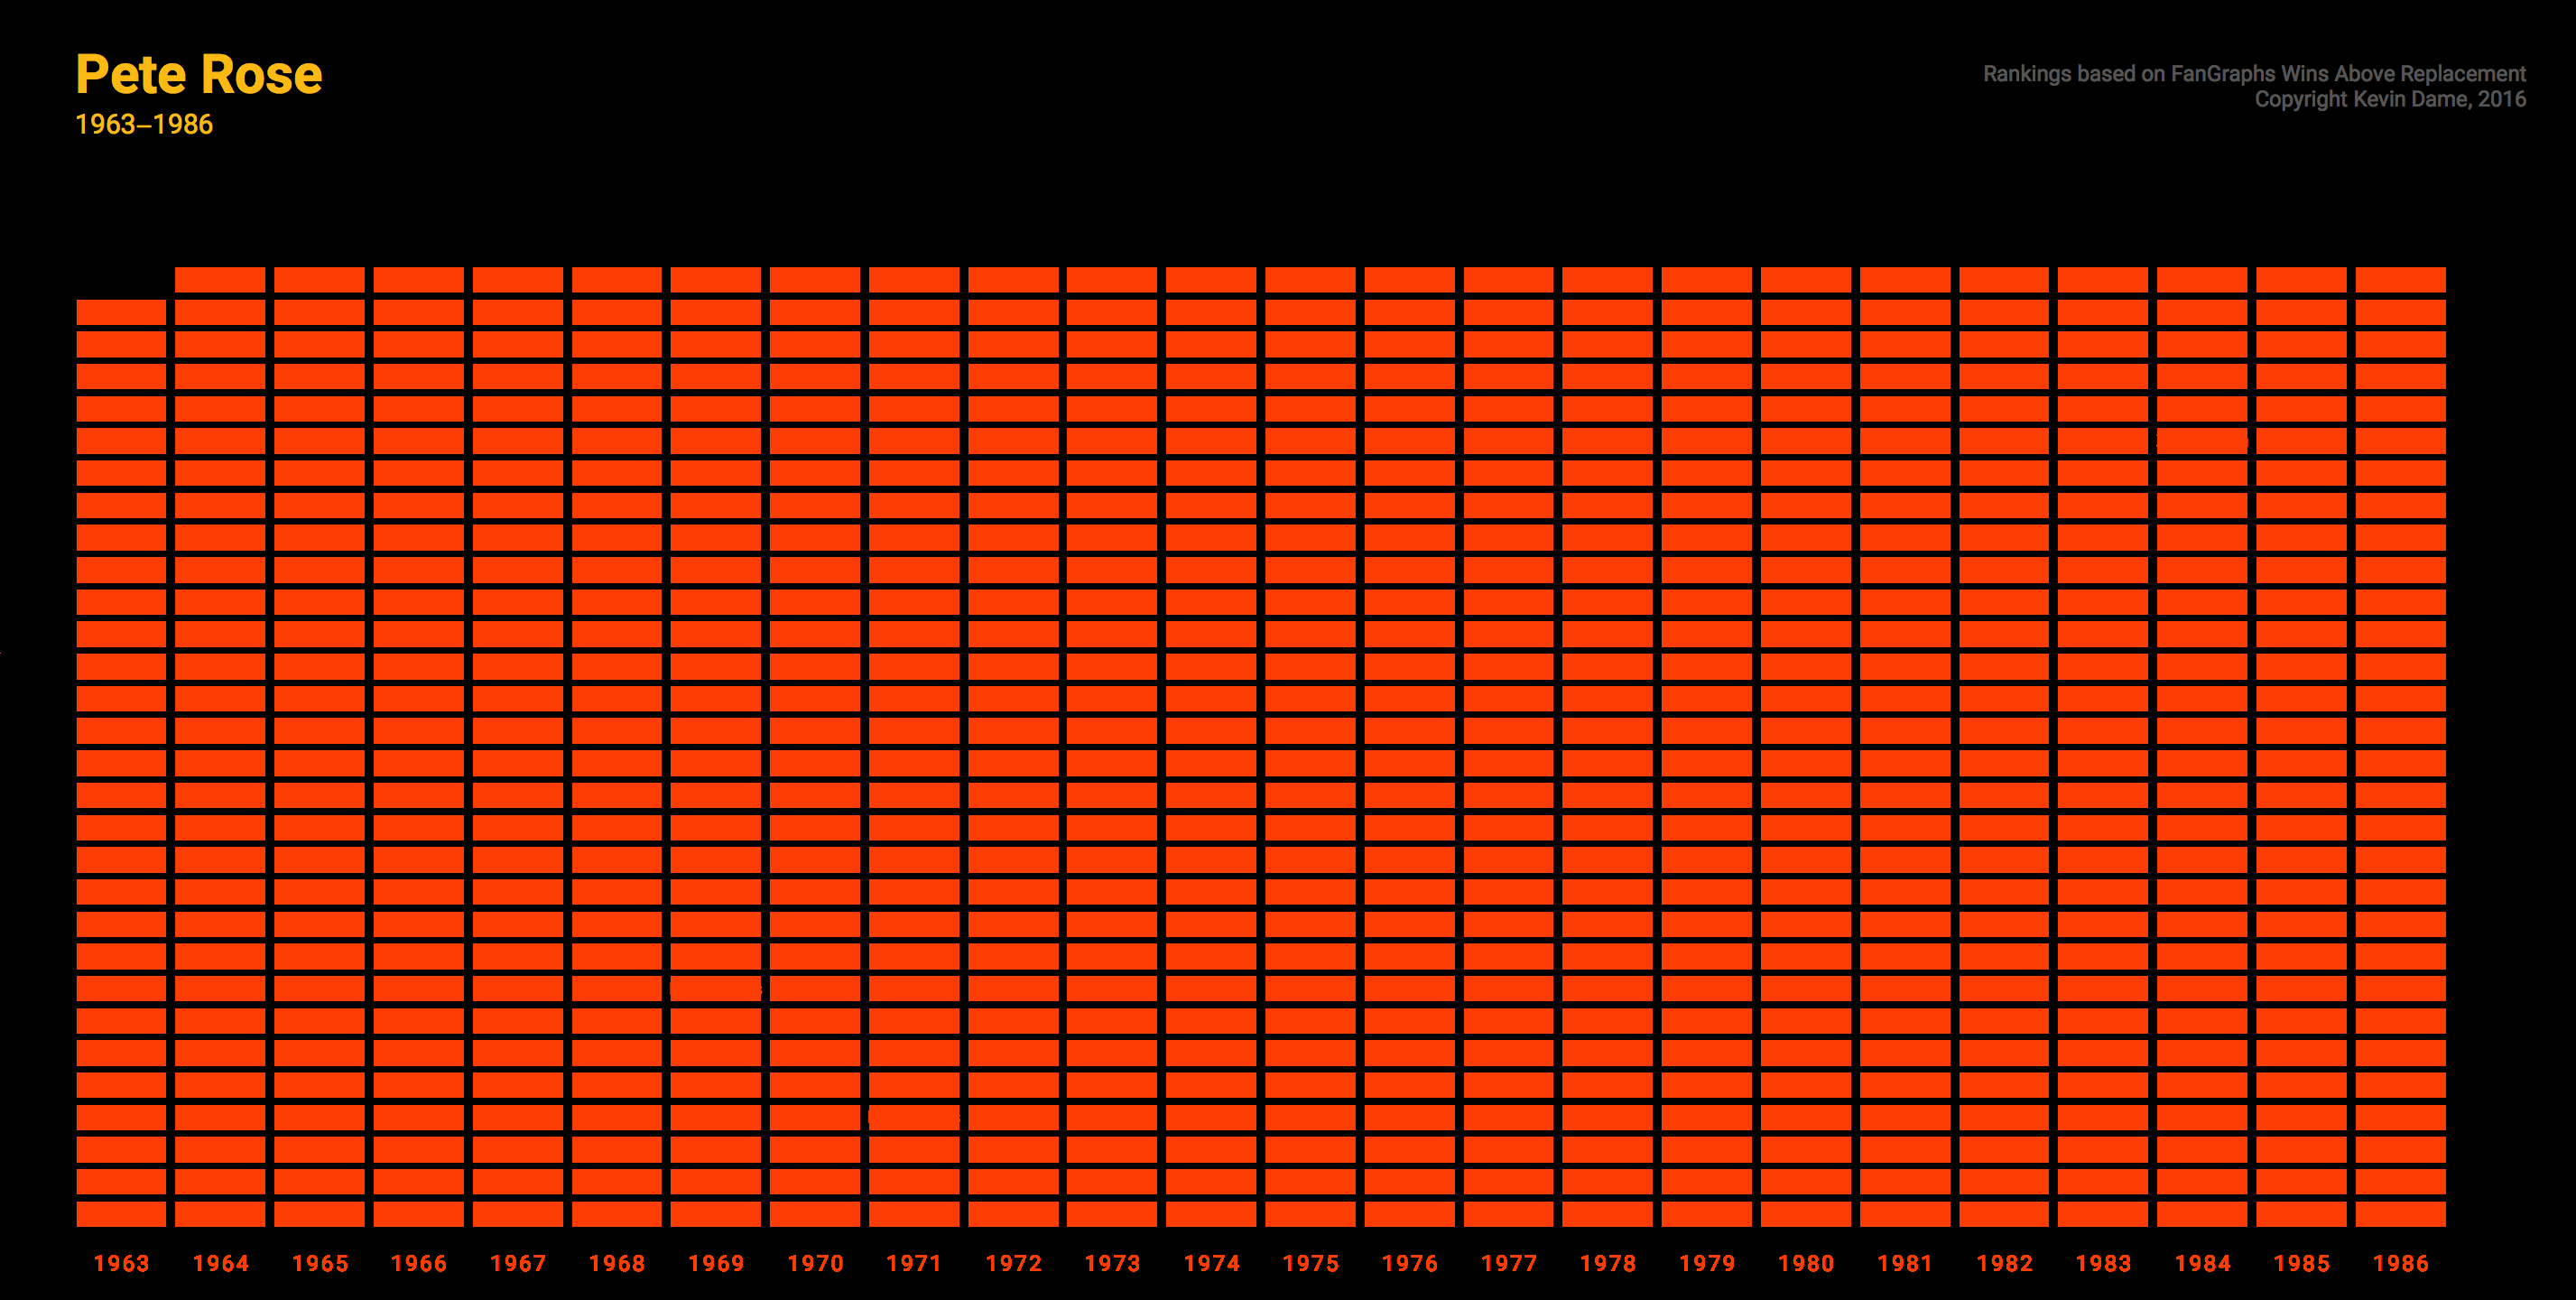 Pete Rose
1963–1986
Rankings based on FanGraphs Wins Above Replacement
Copyright Kevin Dame, 2016
1963 1964 1965 1966 1967 1968 1969 1970 1971 1972 1973 1974 1975 1976 1977 1978 1979 1980 1981 1982 1983 1984 1985 1986